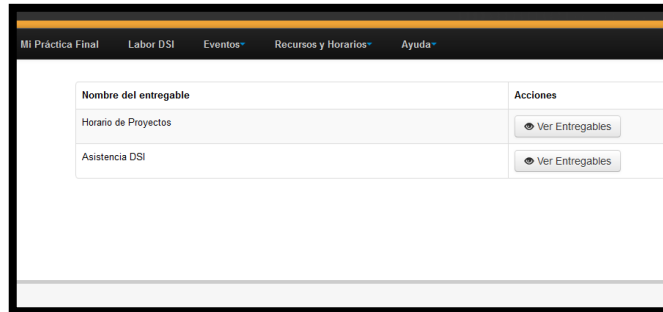 Mi Práctica Final Labor DSI Eventos Recursos y Horarios Ayuda
Nombre del entregable Acciones
Horario de Proyectos Ver Entregables
Asistencia DSI Ver Entregables